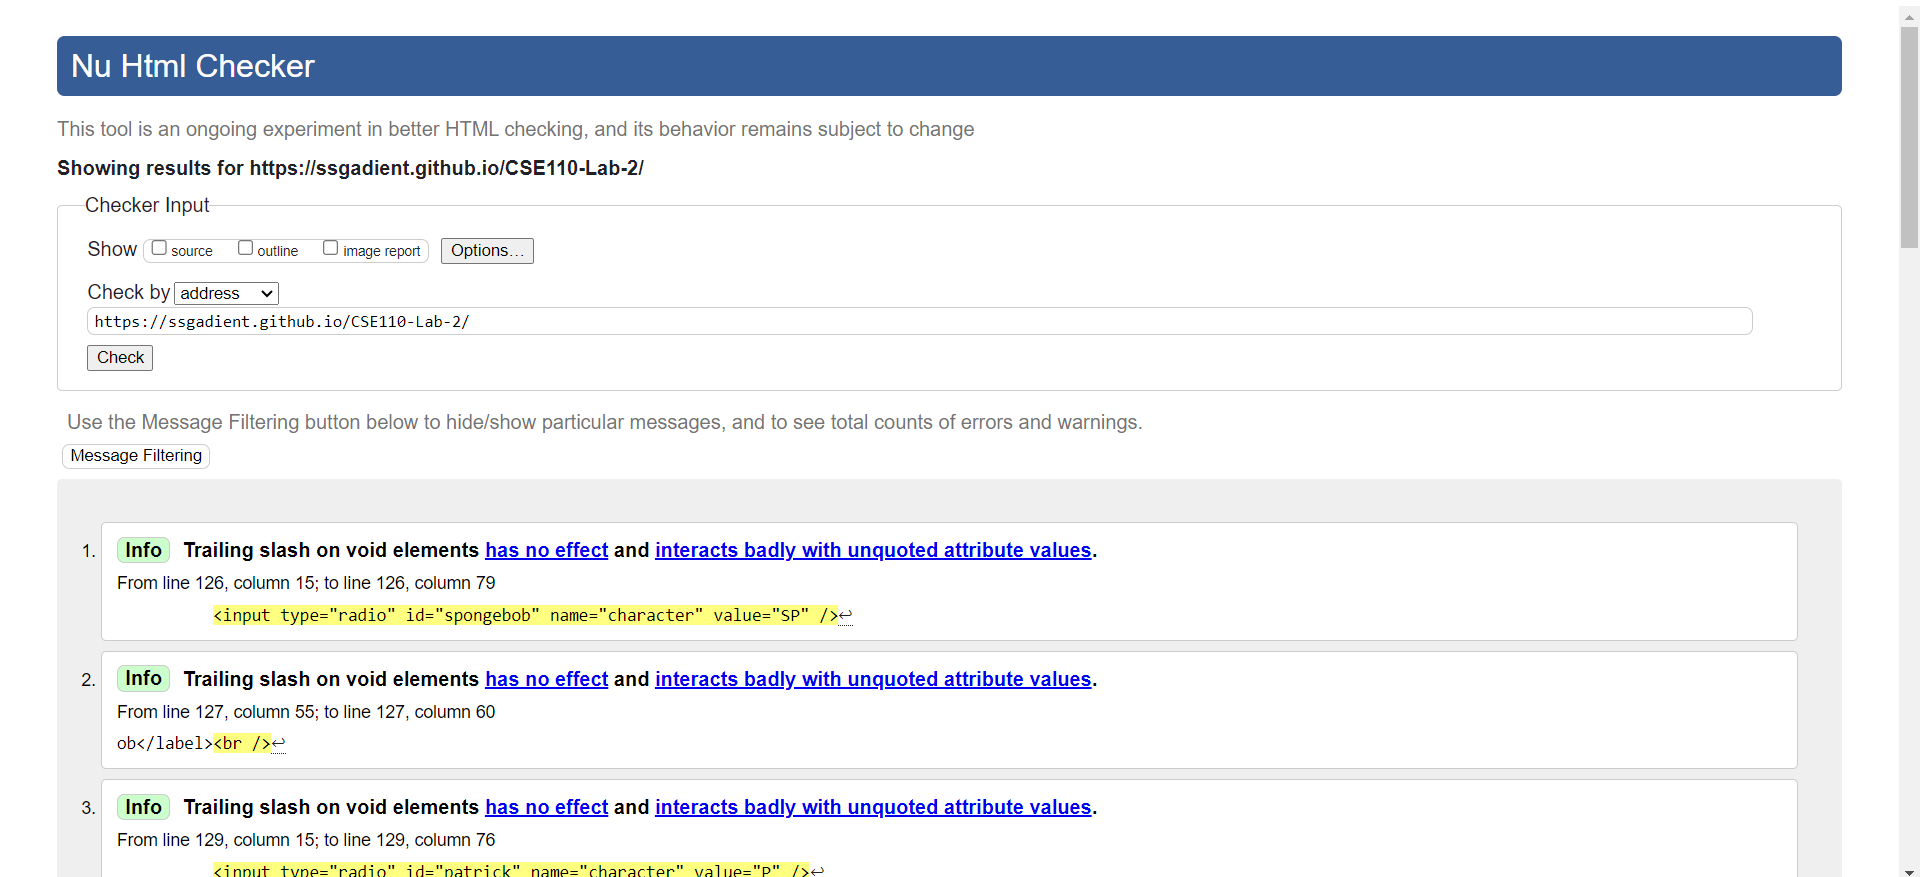 Nu Html Checker
This tool is an ongoing experiment in better HTML checking, and its behavior remains subject to change
Showing results for https://ssgadient.github.io/CSE110-Lab-2/
Checker Input
Show source outline image report Options...
Check by address
https://ssgadient.github.io/CSE110-Lab-2/
Check
Use the Message Filtering button below to hide/show particular messages, and to see total counts of errors and warnings.
Message Filtering
1. Info Trailing slash on void elements has no effect and interacts badly with unquoted attribute values.
From line 126, column 15; to line 126, column 79
<input type="radio" id="spongebob" name="character" value="SP" />↩
2. Info Trailing slash on void elements has no effect and interacts badly with unquoted attribute values.
From line 127, column 55; to line 127, column 60
ob</label><br />↩
3. Info Trailing slash on void elements has no effect and interacts badly with unquoted attribute values.
From line 129, column 15; to line 129, column 76
<input type="radio" id="patrick" name="character" value="P" />↩